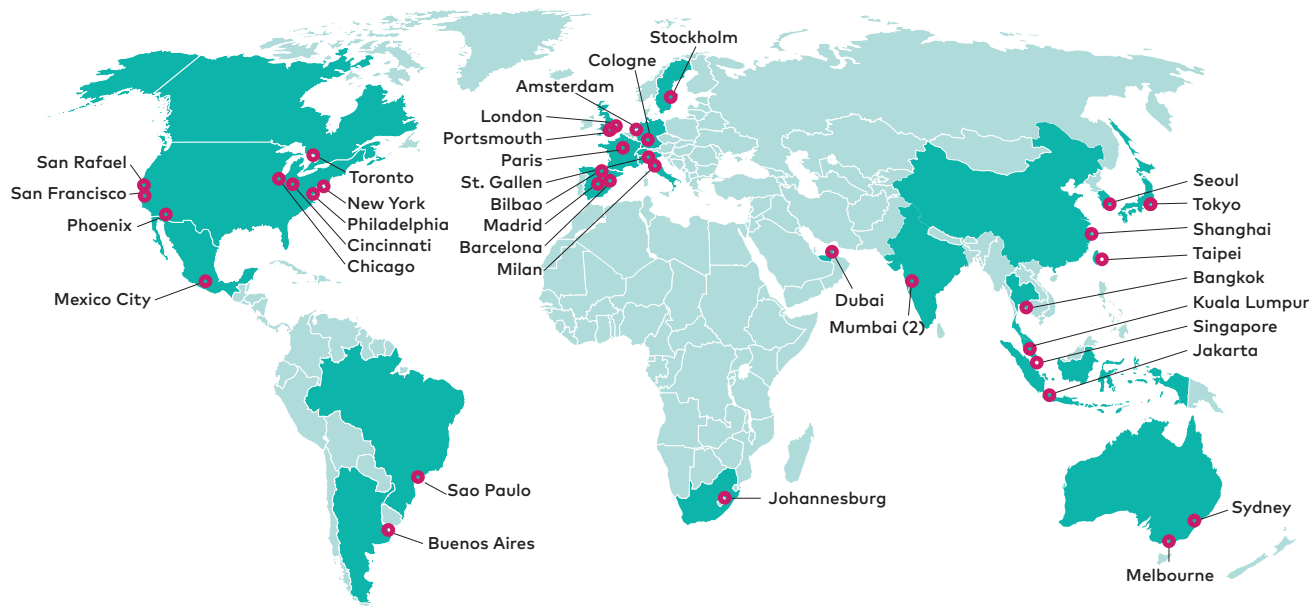 Stockholm
Cologne
Amsterdam
London
Portsmouth
Paris
St. Gallen
Bilbao
Madrid
Barcelona
Milan
San Rafael
San Francisco
Phoenix
Mexico City
Toronto
New York
Philadelphia
Cincinnati
Chicago
Sao Paulo
Buenos Aires
Johannesburg
Dubai
Mumbai (2)
Seoul
Tokyo
Shanghai
Taipei
Bangkok
Kuala Lumpur
Singapore
Jakarta
Sydney
Melbourne